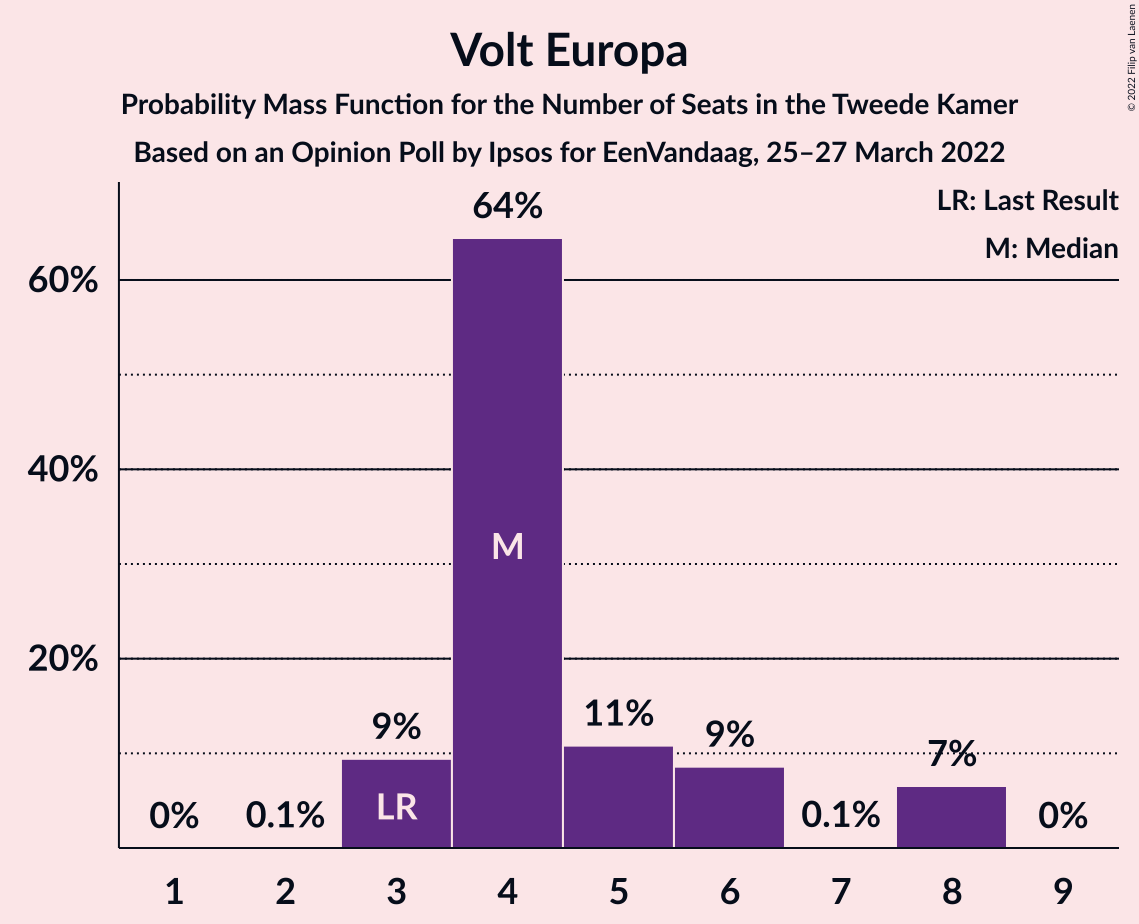 Volt Europa
Probability Mass Function for the Number of Seats in the Tweede Kamer
Based on an Opinion Poll by Ipsos for EenVandaag, 25–27 March 2022
© 2022 Filip van Laenen
LR: Last Result
M: Median
60%
40%
20%
0%
0.1%
9%
64%
11%
9%
0.1%
7%
0%
LR
M
1 2 3 4 5 6 7 8 9